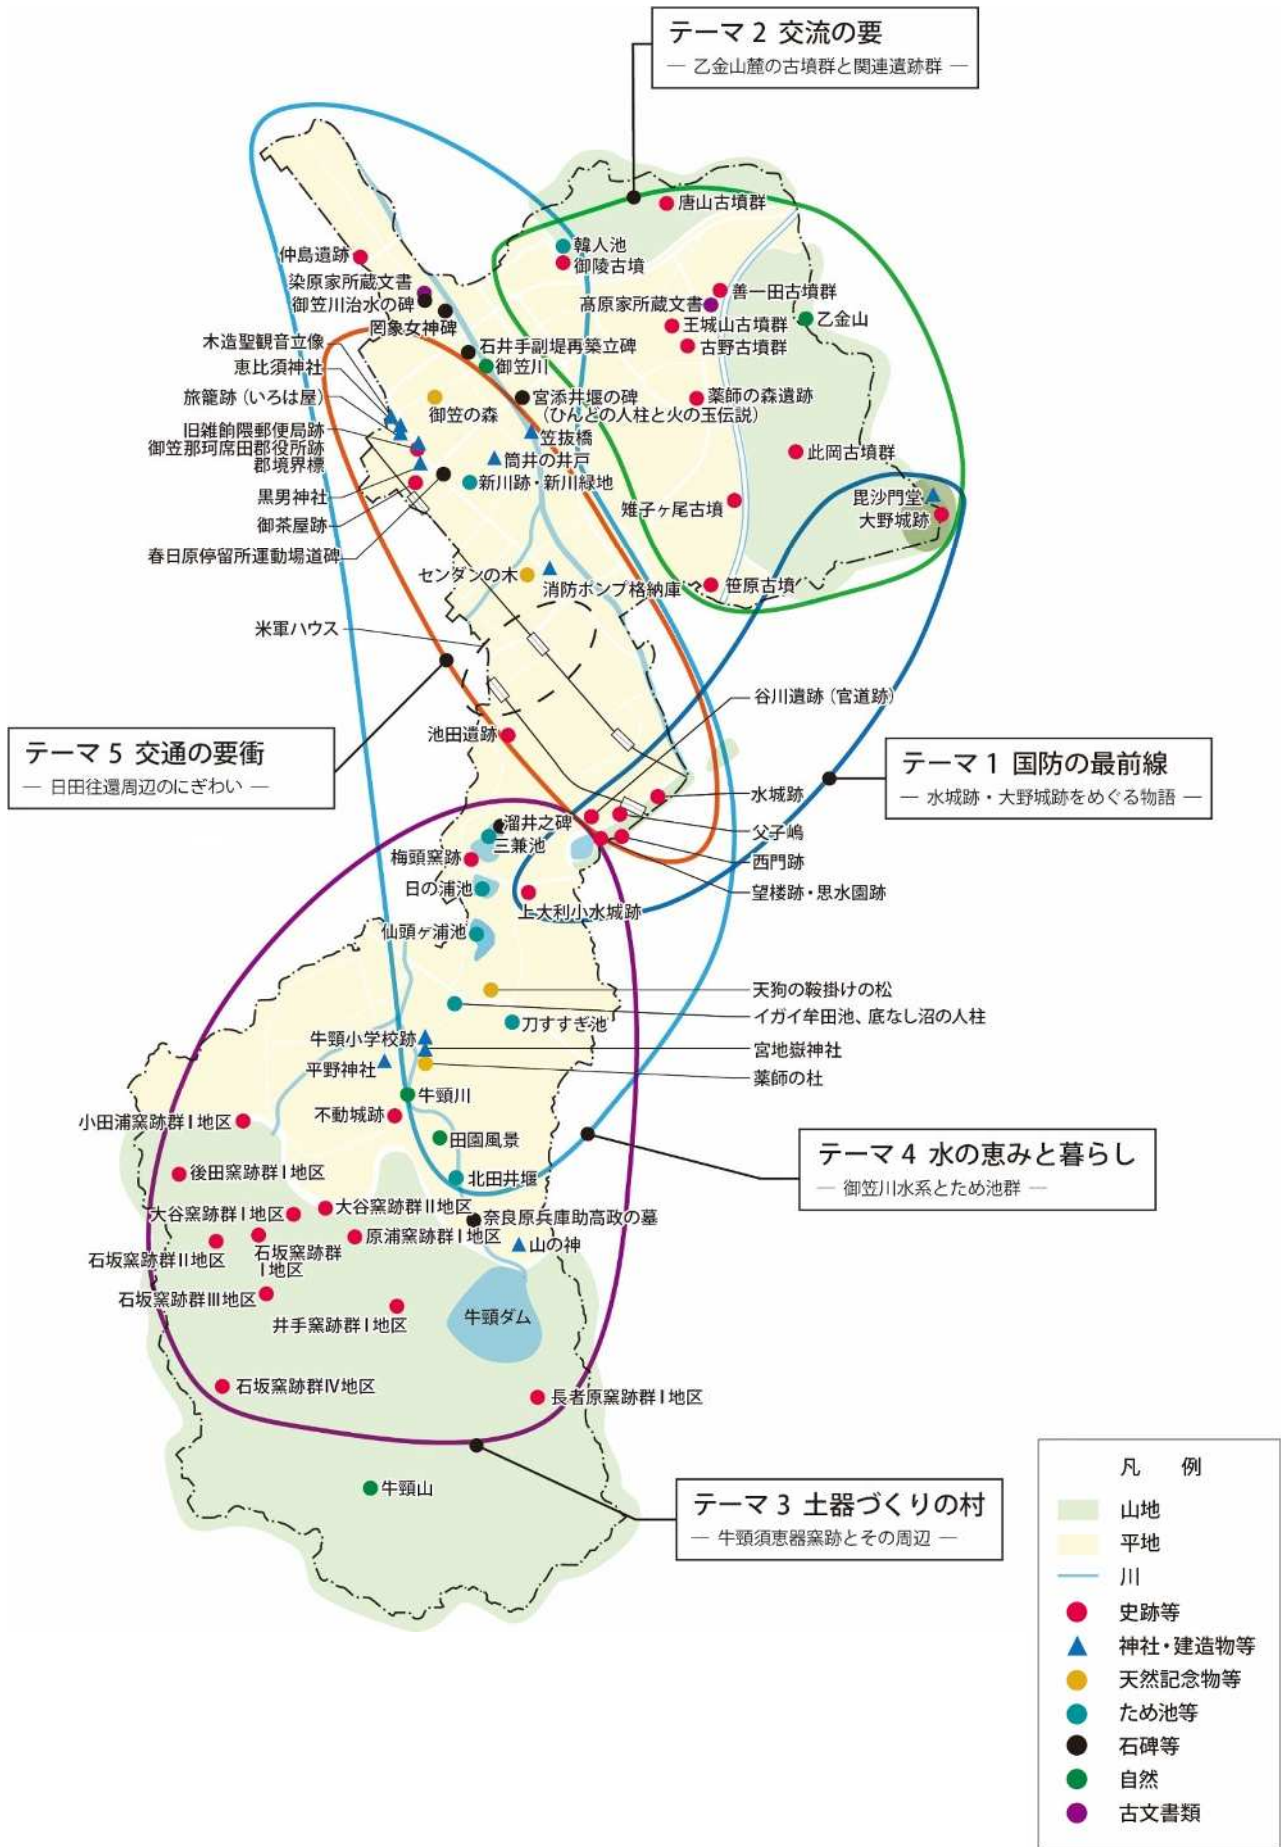 テーマ 2 交流の要
― 乙金山麓の古墳群と関連遺跡群 ―
唐山古墳群
韓人池
御陵古墳
仲島遺跡
染原家所蔵文書
御笠川治水の碑
罔象女神碑
善一田古墳群
髙原家所蔵文書
乙金山
王城山古墳群
古野古墳群
木造聖観音立像
恵比須神社
石井手副堤再築立碑
御笠川
旅籠跡(いろは屋)
御笠の森
宮添井堰の碑
(ひんどの人柱と火の玉伝説)
薬師の森遺跡
旧雑餉隈郵便局跡
御笠那珂席田郡役所跡
郡境界標
笠抜橋
筒井の井戸
此岡古墳群
黒男神社
新川跡・新川緑地
毘沙門堂
大野城跡
御茶屋跡
雉子ヶ尾古墳
春日原停留所運動場道碑
センダンの木
消防ポンプ格納庫
笹原古墳
米軍ハウス
谷川遺跡(官道跡)
テーマ 5 交通の要衝
― 日田往還周辺のにぎわい ―
池田遺跡
テーマ 1 国防の最前線
― 水城跡・大野城跡をめぐる物語 ―
水城跡
父子嶋
溜井之碑
三兼池
西門跡
梅頭窯跡
日の浦池
望楼跡・思水園跡
上大利小水城跡
仙頭ヶ浦池
天狗の鞍掛けの松
イガイ牟田池、底なし沼の人柱
刀すすぎ池
牛頸小学校跡
宮地嶽神社
平野神社
薬師の杜
牛頸川
小田浦窯跡群Ⅰ地区
不動城跡
田園風景
テーマ 4 水の恵みと暮らし
― 御笠川水系とため池群 ―
後田窯跡群Ⅰ地区
北田井堰
大谷窯跡群Ⅰ地区
大谷窯跡群Ⅱ地区
奈良原兵庫助高政の墓
原浦窯跡群Ⅰ地区
石坂窯跡群Ⅱ地区
石坂窯跡群
Ⅰ地区
山の神
石坂窯跡群Ⅲ地区
井手窯跡群Ⅰ地区
牛頸ダム
石坂窯跡群Ⅳ地区
長者原窯跡群Ⅰ地区
牛頸山
テーマ 3 土器づくりの村
― 牛頸須恵器窯跡とその周辺 ―
凡 例
山地
平地
川
史跡等
神社・建造物等
天然記念物等
ため池等
石碑等
自然
古文書類